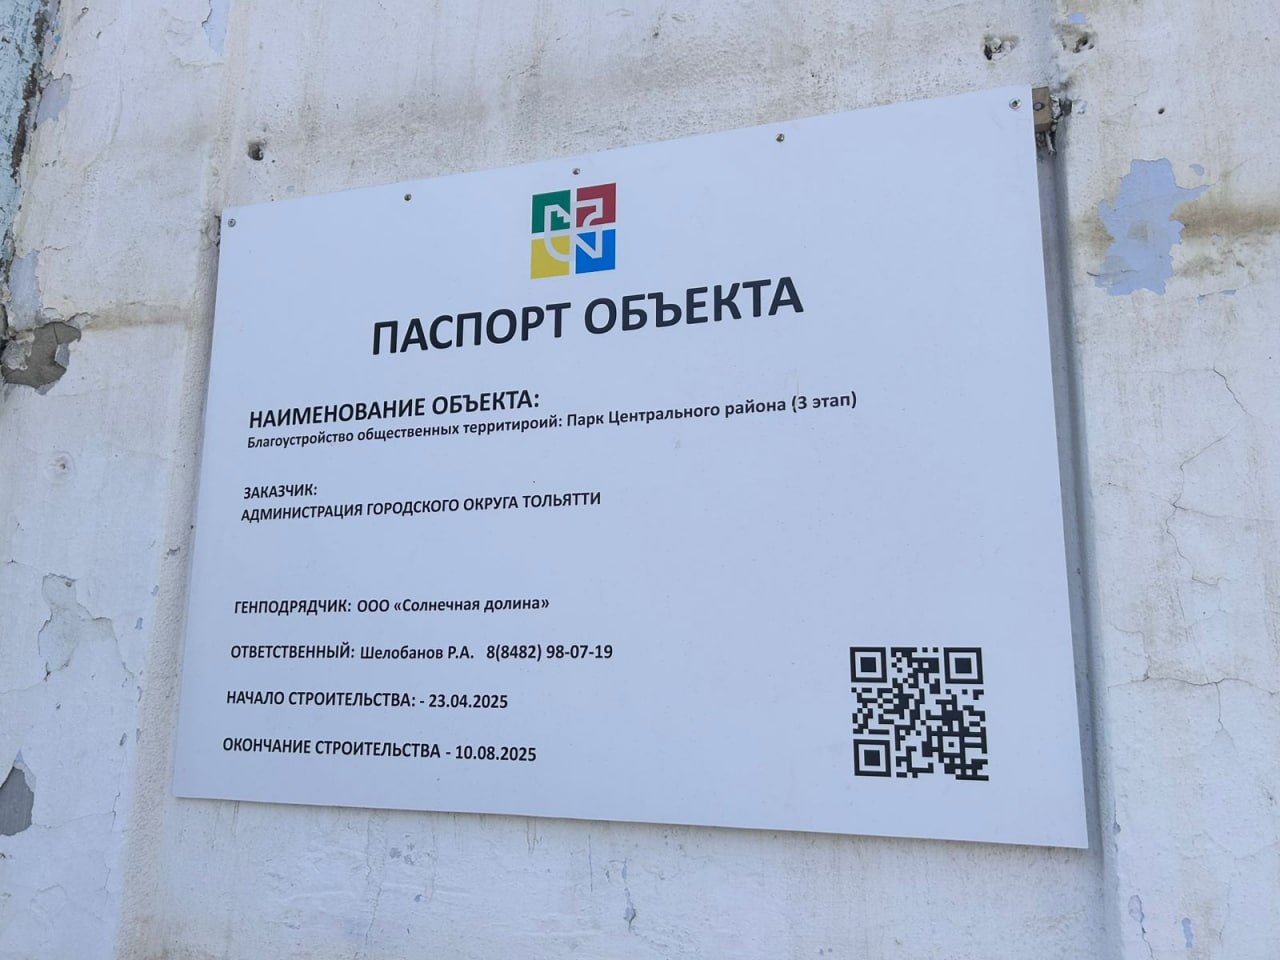 ПАСПОРТ ОБЪЕКТА
НАИМЕНОВАНИЕ ОБЪЕКТА:
Благоустройство общественных территироий: Парк Центрального района (3 этап)
ЗАКАЗЧИК:
АДМИНИСТРАЦИЯ ГОРОДСКОГО ОКРУГА ТОЛЬЯТТИ
ГЕНПОДРЯДЧИК: ООО «Солнечная долина»
ОТВЕТСТВЕННЫЙ: Шелобанов Р.А. 8(8482) 98-07-19
НАЧАЛО СТРОИТЕЛЬСТВА: - 23.04.2025
ОКОНЧАНИЕ СТРОИТЕЛЬСТВА - 10.08.2025